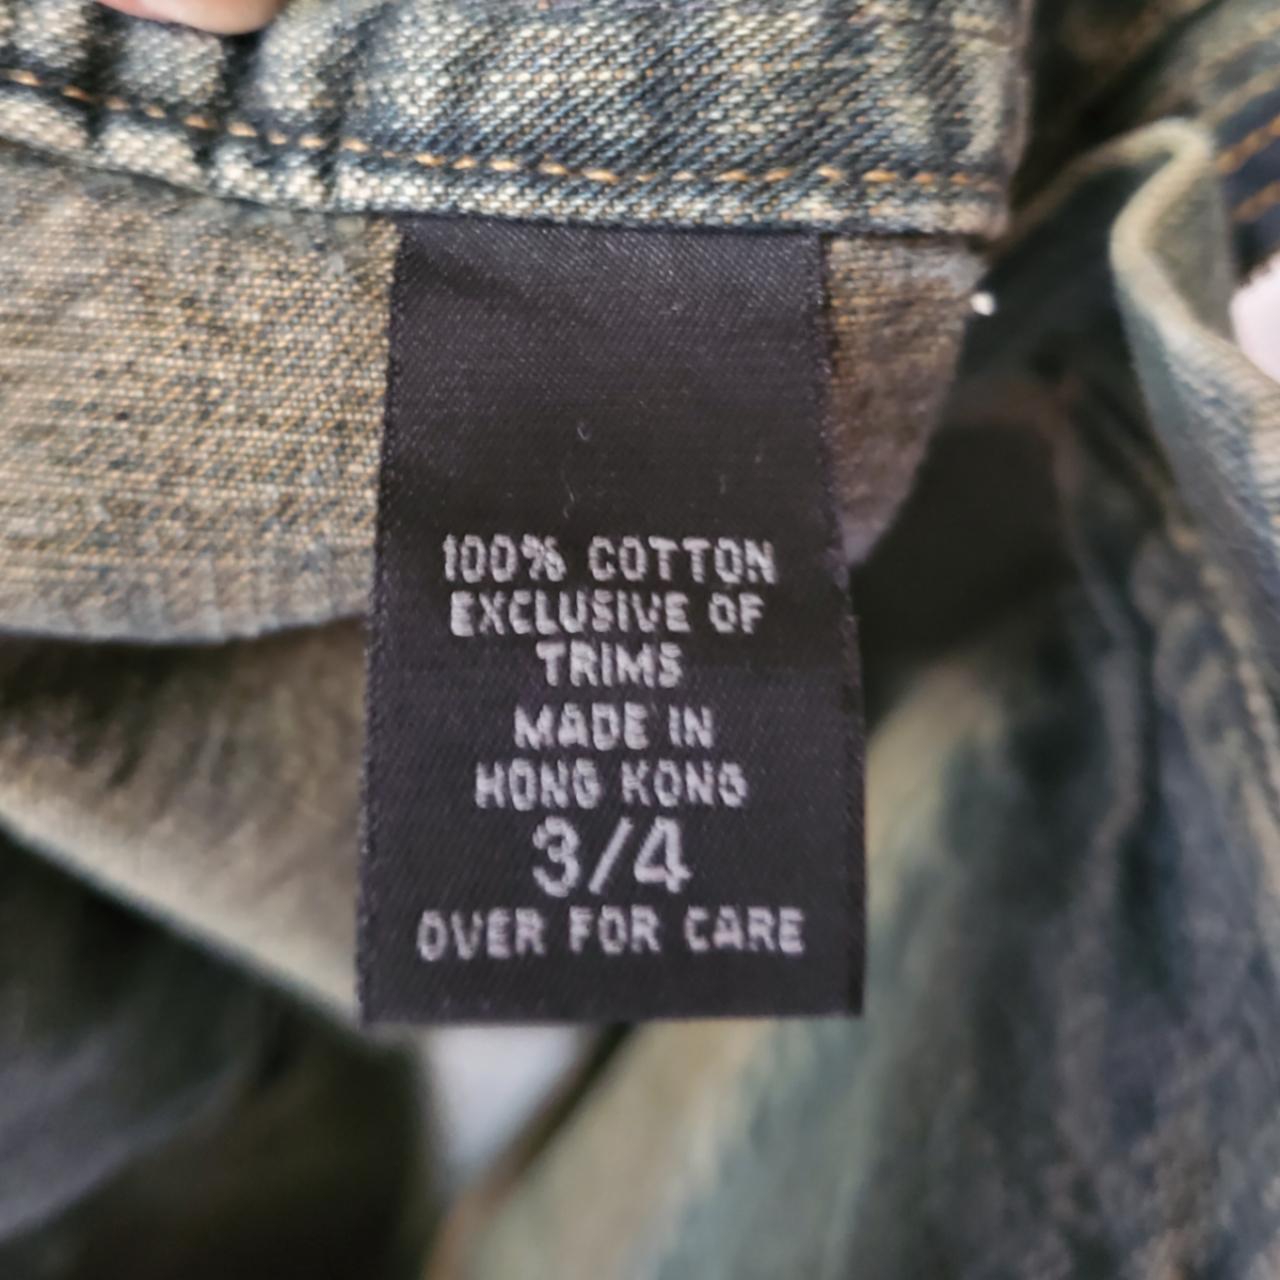 100% COTTON
EXCLUSIVE OF
TRIMS
MADE IN
HONG KONG
3/4
OVER FOR CARE